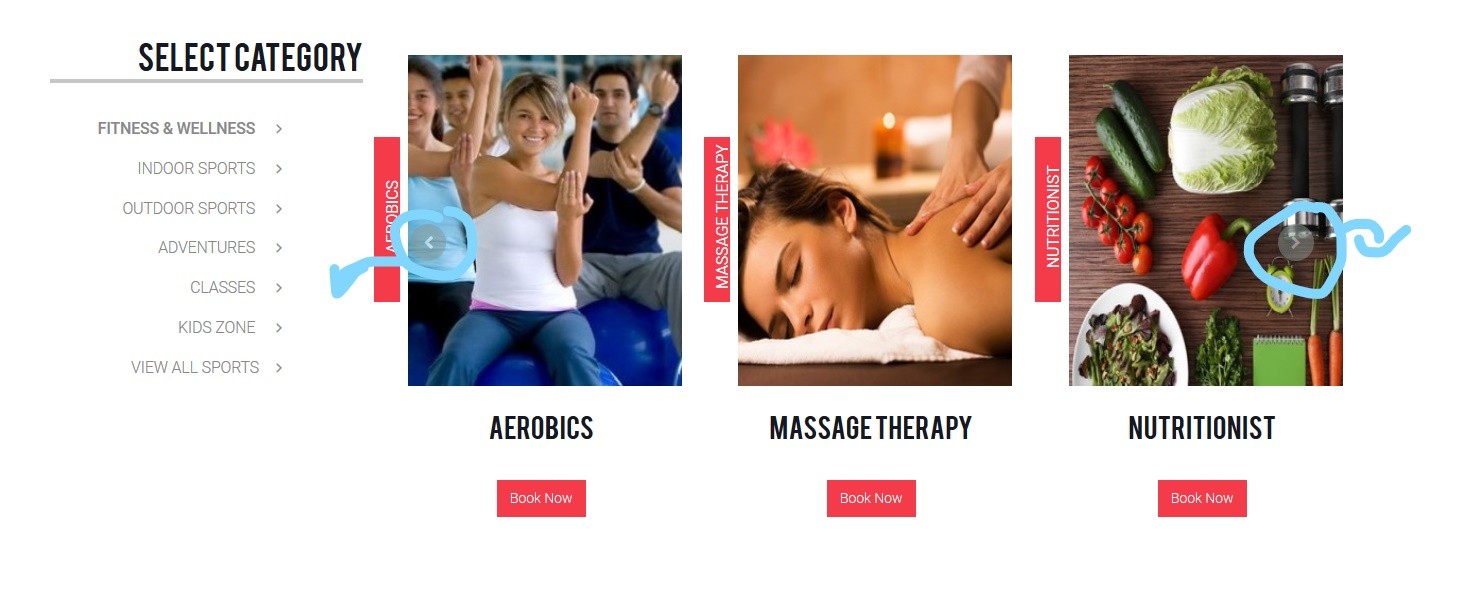 SELECT CATEGORY
FITNESS & WELLNESS
INDOOR SPORTS
OUTDOOR SPORTS
ADVENTURES
CLASSES
KIDS ZONE
VIEW ALL SPORTS
AEROBICS
MASSAGE THERAPY
NUTRITIONIST
AEROBICS
MASSAGE THERAPY
NUTRITIONIST
Book Now
Book Now
Book Now